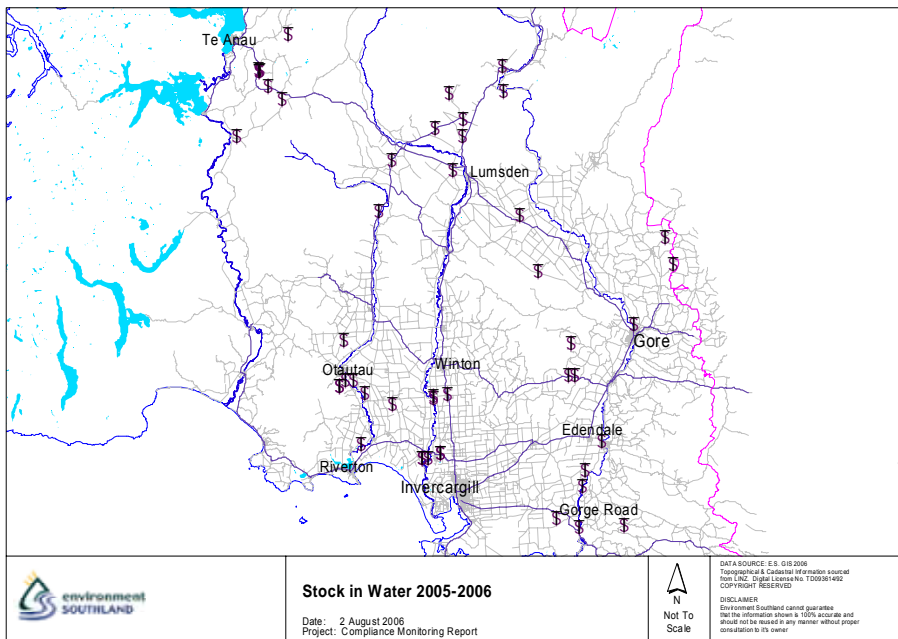 Te Anau
Lumsden
Gore
Otautau
Winton
Edendale
Riverton
Invercargill
Gorge Road
environment
SOUTHLAND
Stock in Water 2005-2006
Date: 2 August 2006
Project: Compliance Monitoring Report
N
Not To
Scale
DATA SOURCE: E.S. GIS 2006
Topographical & Cadastral Information sourced
from LINZ. Digital License No. TD09361492
COPYRIGHT RESERVED
DISCLAIMER
Environment Southland cannot guarantee
that the information shown is 100% accurate and
should not be reused in any manner without proper
consultation to it's owner